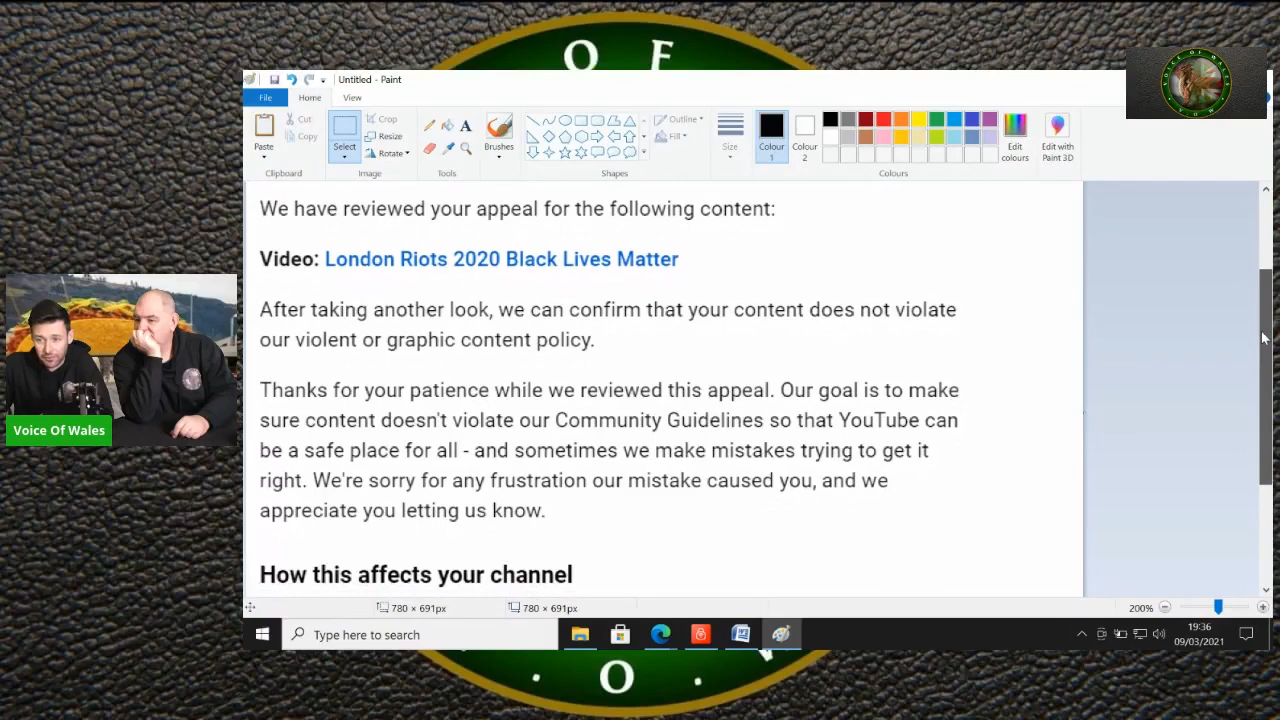 O F
Untitled - Paint
File Home View
Paste
Cut
Copy
Clipboard
Select
Crop
Resize
Rotate
Image
Tools
Brushes
Shapes
Outline
Fill
Size
Colour
1
Colour
2
Edit
colours
Edit with
Paint 3D
Colours
VOICE OF WALES
We have reviewed your appeal for the following content:
Video: London Riots 2020 Black Lives Matter
After taking another look, we can confirm that your content does not violate
our violent or graphic content policy.
Thanks for your patience while we reviewed this appeal. Our goal is to make
sure content doesn't violate our Community Guidelines so that YouTube can
be a safe place for all - and sometimes we make mistakes trying to get it
right. We're sorry for any frustration our mistake caused you, and we
appreciate you letting us know.
How this affects your channel
Voice Of Wales
780 × 691px 780 × 691px 200%
Type here to search
19:36
09/03/2021
. O .